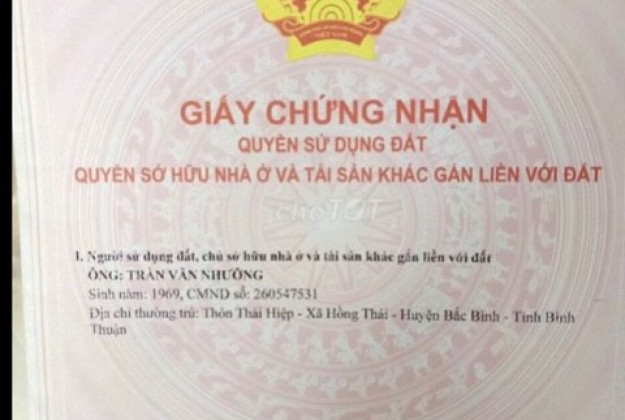 VIỆT NAM
GIẤY CHỨNG NHẬN
QUYỀN SỬ DỤNG ĐẤT
QUYỀN SỞ HỮU NHÀ Ở VÀ TÀI SẢN KHÁC GẮN LIỀN VỚI ĐẤT
choTỐT
I. Người sử dụng đất, chủ sở hữu nhà ở và tài sản khác gắn liền với đất
ÔNG: TRẦN VĂN NHƯỜNG
Sinh năm: 1969, CMND số: 260547531
Địa chỉ thường trú: Thôn Thái Hiệp - Xã Hồng Thái - Huyện Bắc Bình - Tỉnh Bình
Thuận